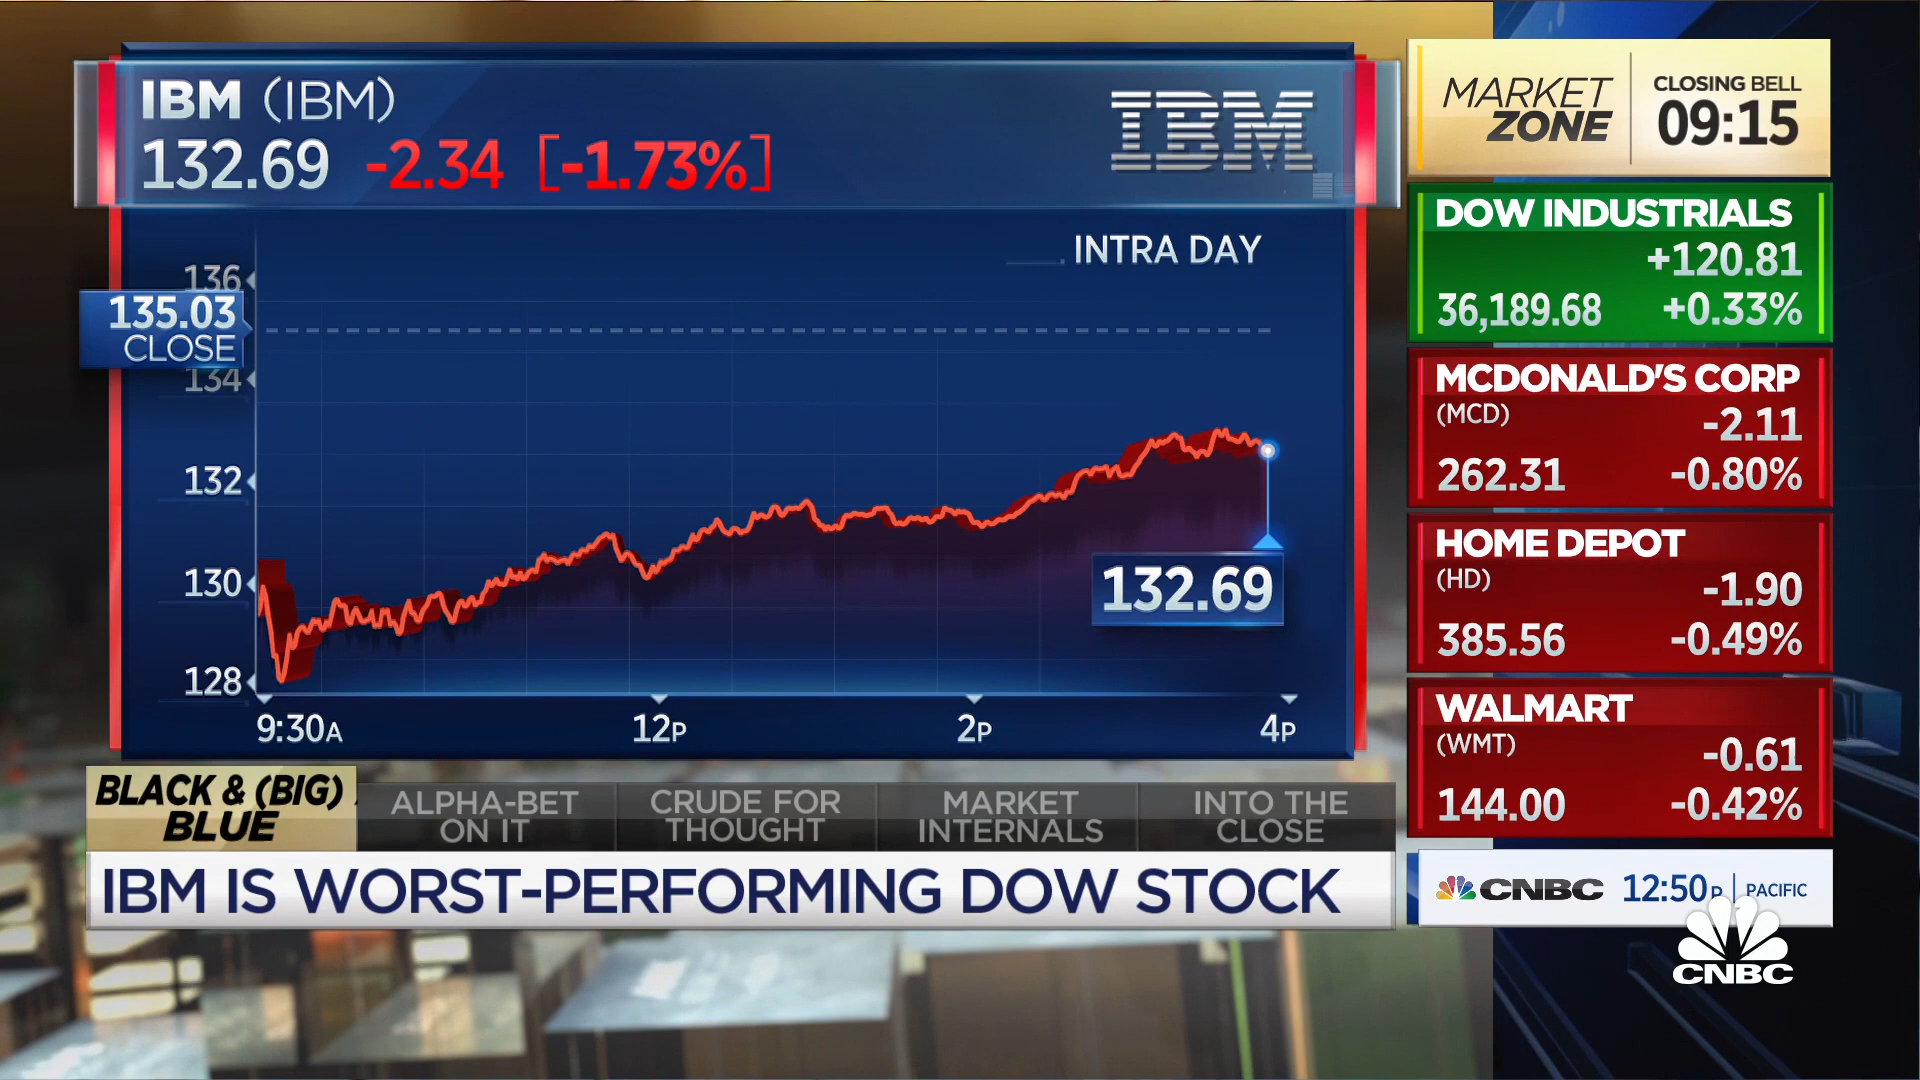 IBM (IBM)
132.69 -2.34 [-1.73%]
IBM
INTRA DAY
136
135.03
CLOSE
134
132
130
128
132.69
9:30A 12P 2P 4P
BLACK & (BIG)
BLUE
ALPHA-BET
ON IT
CRUDE FOR
THOUGHT
MARKET
INTERNALS
INTO THE
CLOSE
IBM IS WORST-PERFORMING DOW STOCK
MARKET
ZONE
CLOSING BELL
09:15
DOW INDUSTRIALS
+120.81
36,189.68 +0.33%
MCDONALD'S CORP
(MCD) -2.11
262.31 -0.80%
HOME DEPOT
(HD) -1.90
385.56 -0.49%
WALMART
(WMT) -0.61
144.00 -0.42%
CNBC 12:50P PACIFIC
CNBC